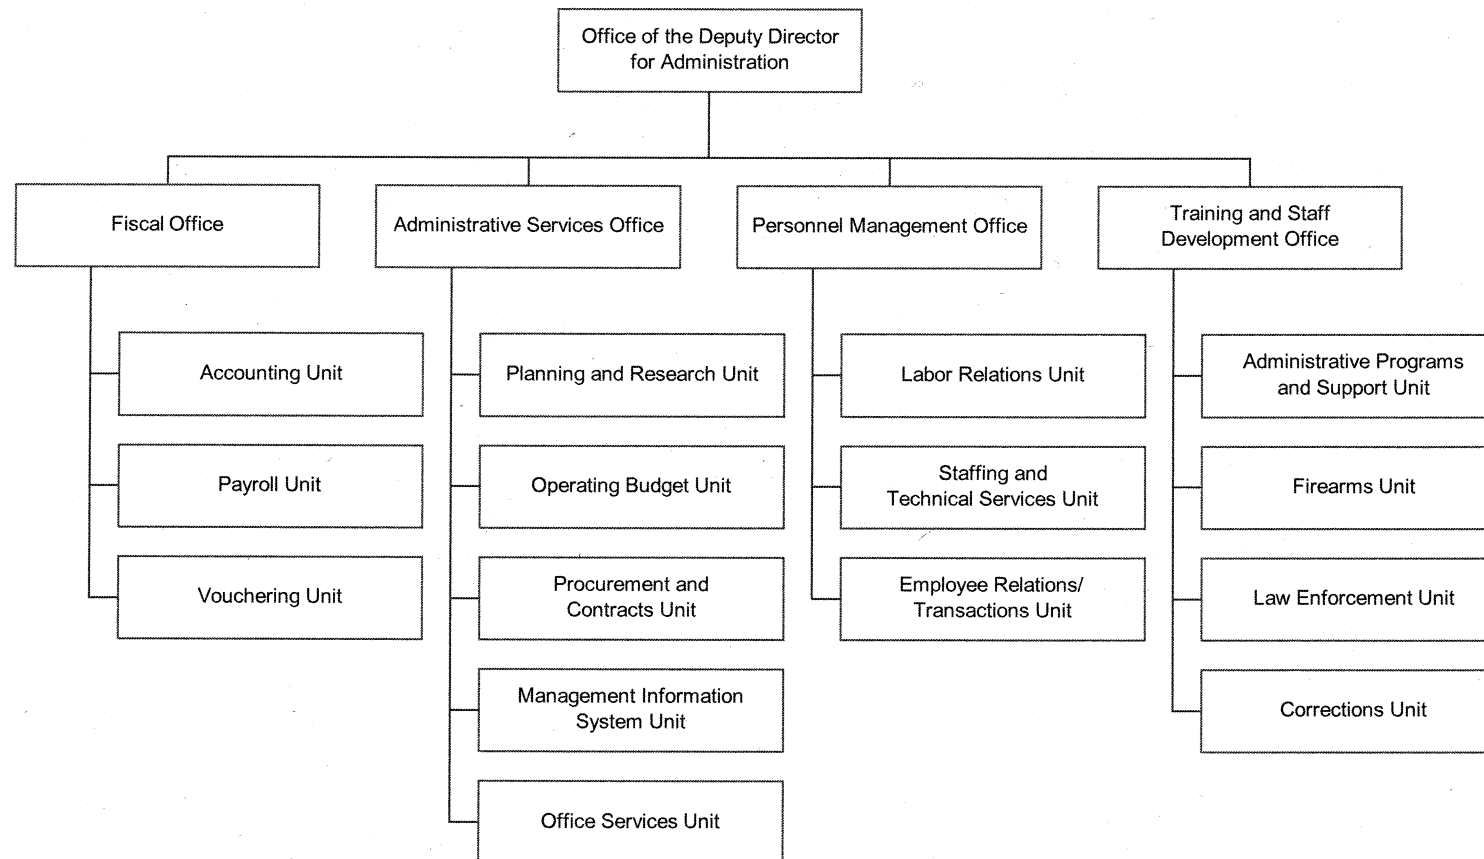 Office of the Deputy Director
for Administration
Fiscal Office
Administrative Services Office
Personnel Management Office
Training and Staff
Development Office
Accounting Unit
Payroll Unit
Vouchering Unit
Planning and Research Unit
Operating Budget Unit
Procurement and
Contracts Unit
Management Information
System Unit
Office Services Unit
Labor Relations Unit
Staffing and
Technical Services Unit
Employee Relations/
Transactions Unit
Administrative Programs
and Support Unit
Firearms Unit
Law Enforcement Unit
Corrections Unit